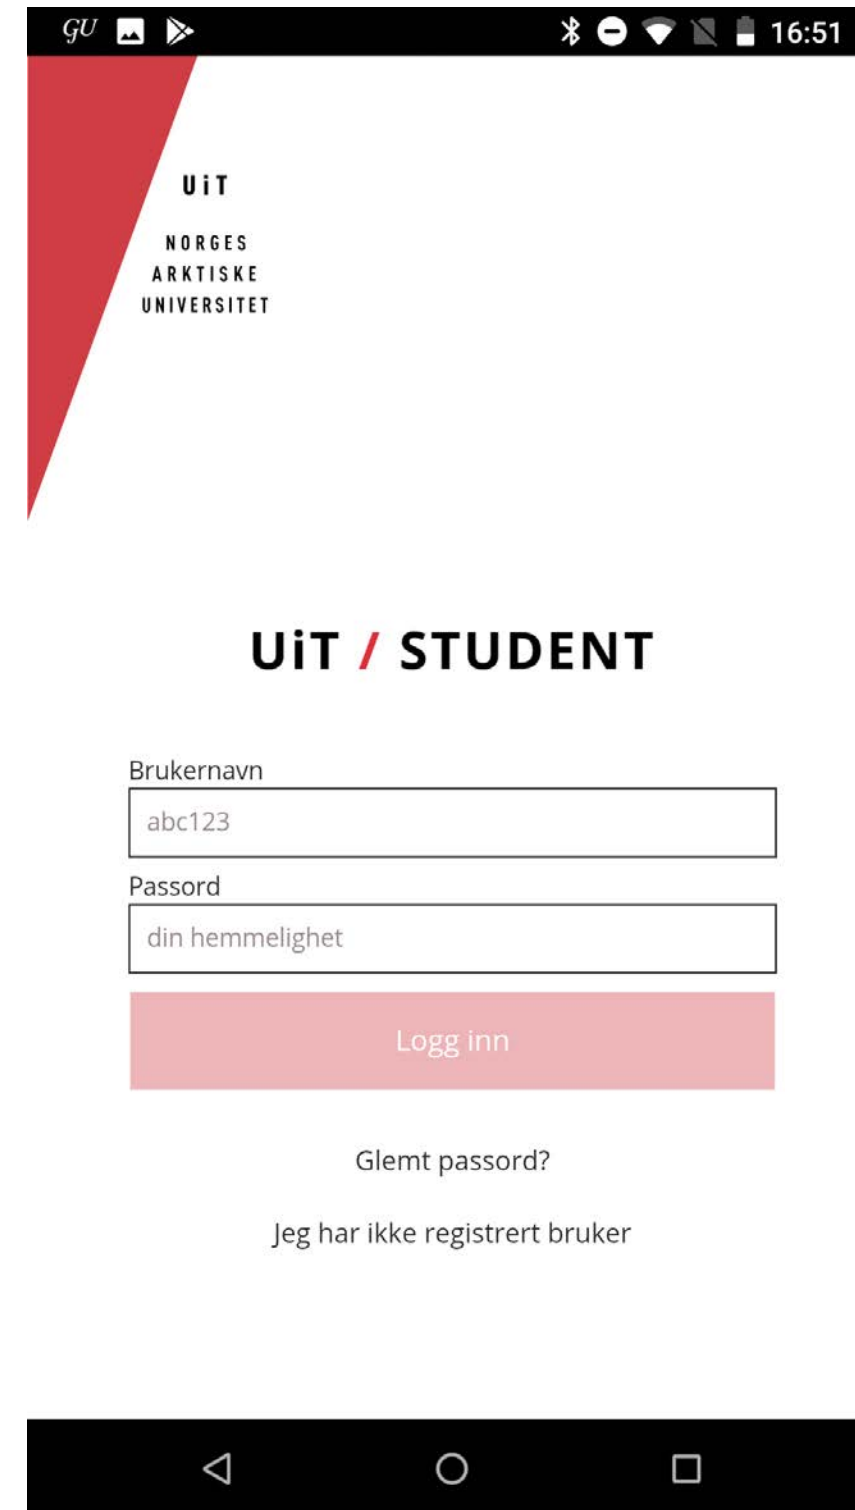 GU 16:51
UiT
NORGES
ARKTISKE
UNIVERSITET
UiT / STUDENT
Brukernavn
abc123
Passord
din hemmelighet
Logg inn
Glemt passord?
Jeg har ikke registrert bruker